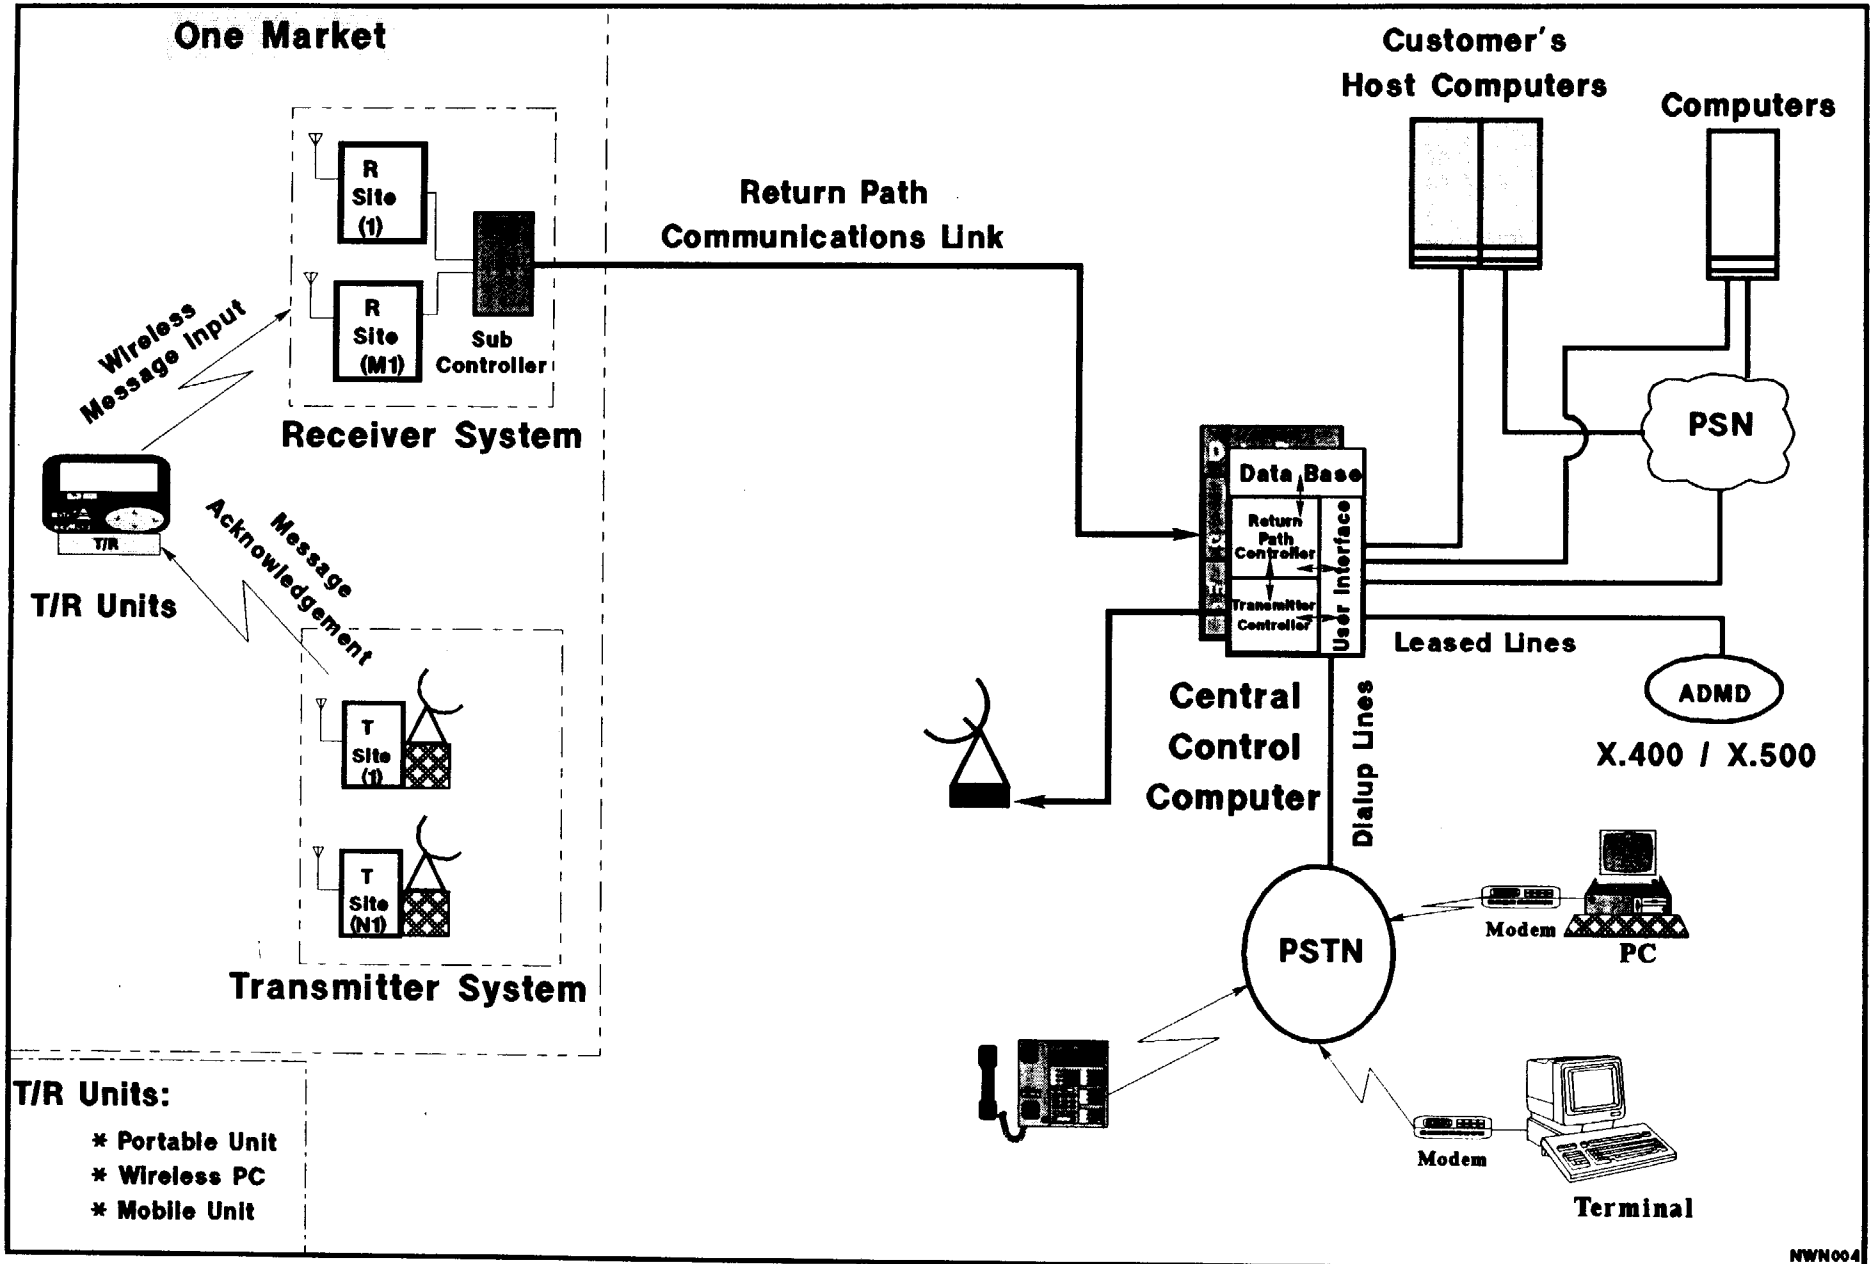 One Market
Customer's
Host Computers
Computers
R
Site
(1)
R
Site
(M1)
Sub
Controller
Return Path
Communications Link
Wireless
Message Input
Receiver System
PSN
Data Base
Return
Path
Controller
Transmitter
Controller
User Interface
T/R
T/R Units
Message
Acknowledgement
Leased Lines
ADMD
X.400 / X.500
Central
Control
Computer
Dialup Lines
T
Site
(1)
T
Site
(N1)
Transmitter System
PSTN
Modem
PC
Modem
Terminal
T/R Units:
* Portable Unit
* Wireless PC
* Mobile Unit
NWN004